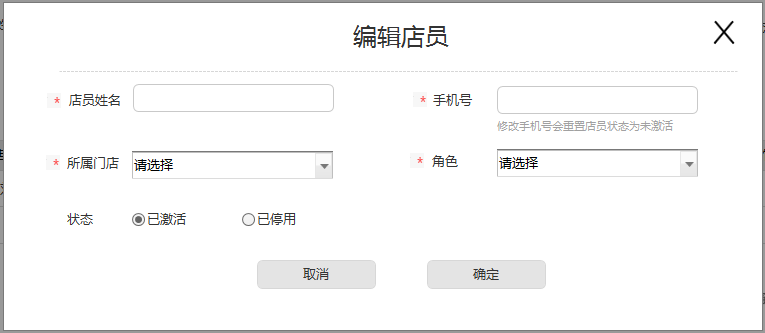 编辑店员
* 店员姓名
* 手机号
修改手机号会重置店员状态为未激活
* 所属门店 请选择
* 角色 请选择
状态 已激活 已停用
取消 确定